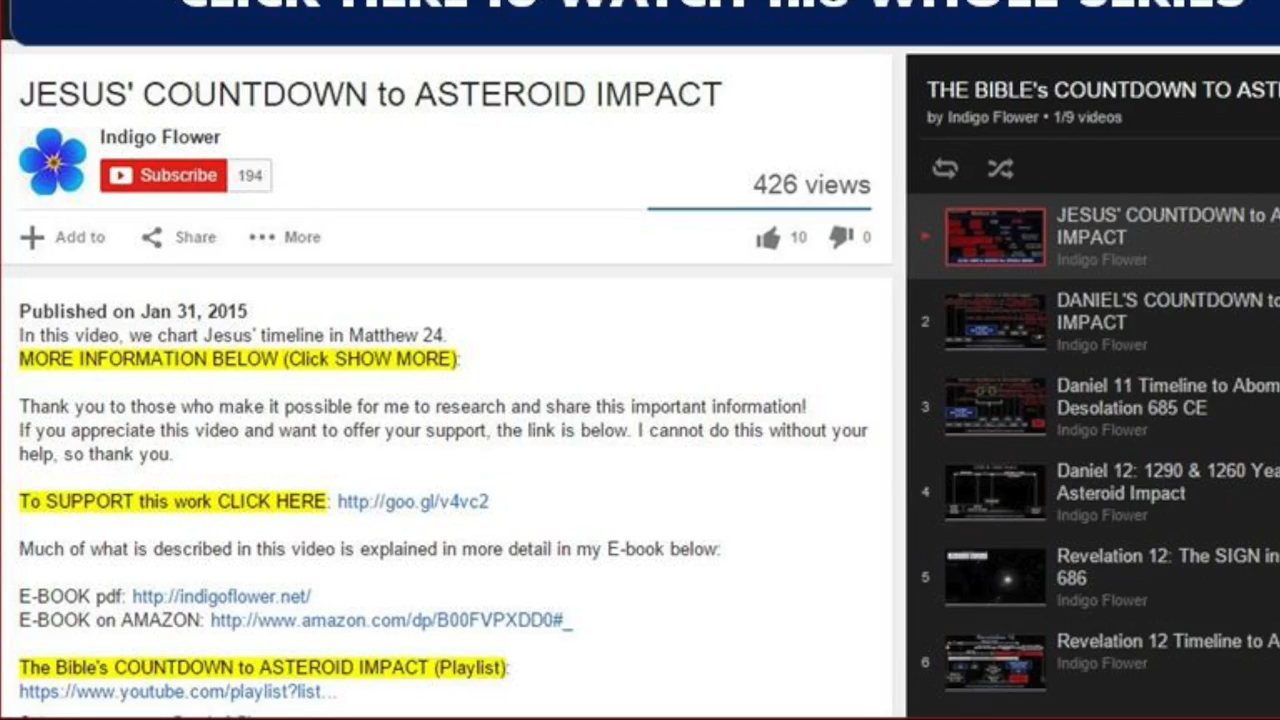 CLICK HERE to WATCH this WHOLE SERIES
JESUS' COUNTDOWN to ASTEROID IMPACT
Indigo Flower
Subscribe 194
426 views
Add to Share More
10 0
Published on Jan 31, 2015
In this video, we chart Jesus' timeline in Matthew 24.
MORE INFORMATION BELOW (Click SHOW MORE):
Thank you to those who make it possible for me to research and share this important information!
If you appreciate this video and want to offer your support, the link is below. I cannot do this without your
help, so thank you.
To SUPPORT this work CLICK HERE: http://goo.gl/v4vc2
Much of what is described in this video is explained in more detail in my E-book below:
E-BOOK pdf: http://indigoflower.net/
E-BOOK on AMAZON: http://www.amazon.com/dp/B00FVPXDD0#_
The Bible's COUNTDOWN to ASTEROID IMPACT (Playlist):
https://www.youtube.com/playlist?list...
THE BIBLE's COUNTDOWN TO ASTE
by Indigo Flower • 1/9 videos
JESUS' COUNTDOWN to A
IMPACT
Indigo Flower
2
DANIEL'S COUNTDOWN to
IMPACT
Indigo Flower
3
Daniel 11 Timeline to Abom
Desolation 685 CE
Indigo Flower
4
Daniel 12: 1290 & 1260 Yea
Asteroid Impact
Indigo Flower
5
Revelation 12: The SIGN in
686
Indigo Flower
6
Revelation 12 Timeline to A
Indigo Flower